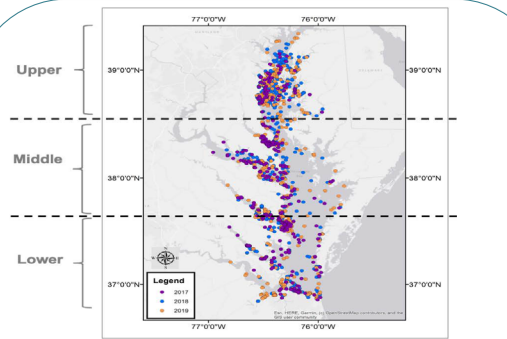 77°0'0"W 76°0'0"W
Upper
39°0'0"N 39°0'0"N
Middle
38°0'0"N 38°0'0"N
Lower
37°0'0"N 37°0'0"N
Legend
2017
2018
2019
Esri, HERE, Garmin, (c) OpenStreetMap contributors, and the
GIS user community
77°0'0"W 76°0'0"W